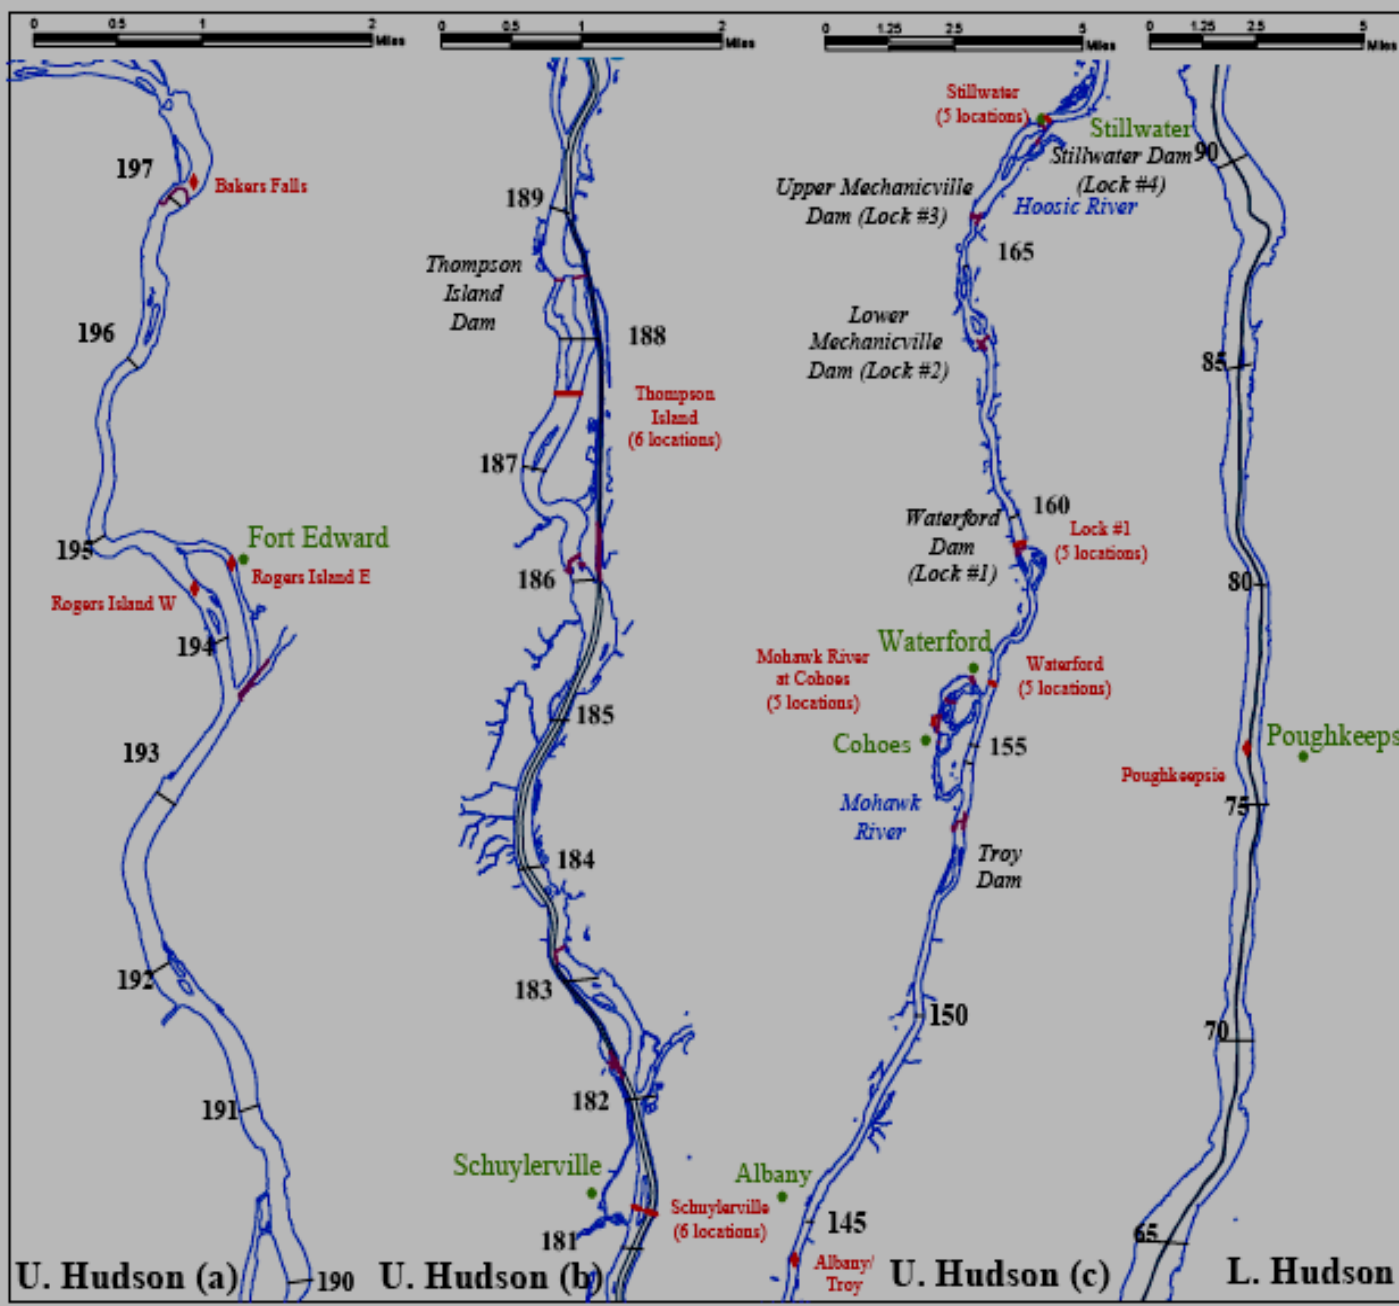 0 0.5 1 2
Miles
197
Bakers Falls
196
195
Fort Edward
Rogers Island E
Rogers Island W
194
193
192
191
190
U. Hudson (a)
0 0.5 1 2
Miles
189
Thompson
Island
Dam
188
Thompson
Island
(6 locations)
187
186
185
184
183
182
Schuylerville
Schuylerville
(6 locations)
181
U. Hudson (b)
0 1.25 2.5 5
Miles
Stillwater
(5 locations)
Stillwater
Stillwater Dam
(Lock #4)
Upper Mechanicville
Dam (Lock #3)
Hoosic River
165
Lower
Mechanicville
Dam (Lock #2)
160
Waterford
Dam
(Lock #1)
Lock #1
(5 locations)
Waterford
Mohawk River
at Cohoes
(5 locations)
Waterford
(5 locations)
Cohoes
155
Mohawk
River
Troy
Dam
150
Albany
145
Albany/
Troy
U. Hudson (c)
0 1.25 2.5 5
Miles
90
85
80
Poughkeeps
Poughkeepsie
75
70
65
L. Hudson